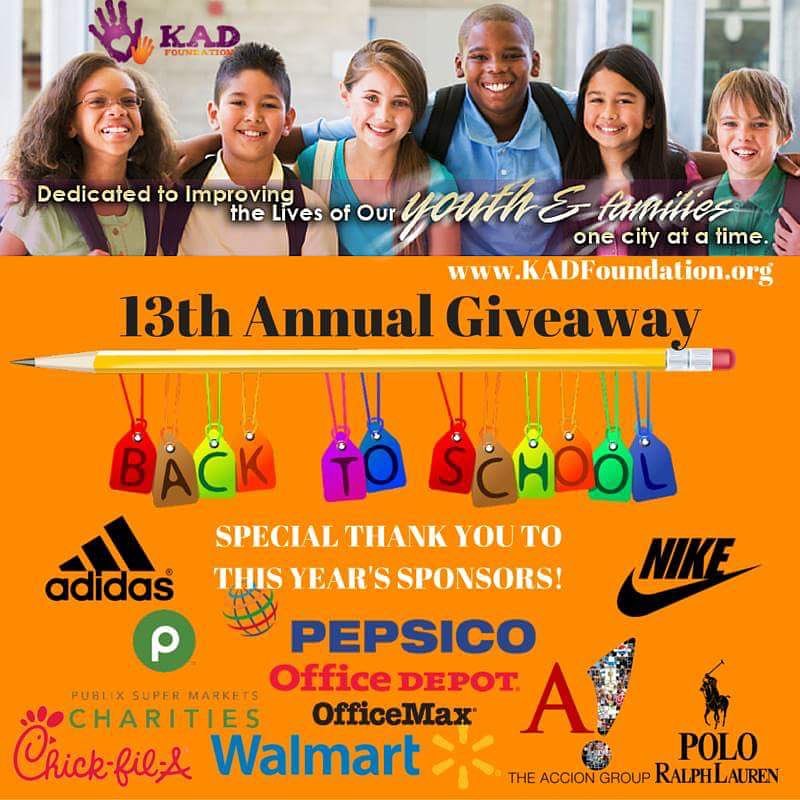 KAD
FOUNDATION
Dedicated to Improving
the Lives of Our youth & families
one city at a time.
www.KADFoundation.org
13th Annual Giveaway
BACK TO SCHOOL
SPECIAL THANK YOU TO
THIS YEAR'S SPONSORS!
adidas®
NIKE
p
PEPSICO
Office DEPOT.
OfficeMax®
PUBLIX SUPER MARKETS
CHARITIES
Chick-fil-A
Walmart
A!
THE ACCION GROUP
POLO
RALPH LAUREN